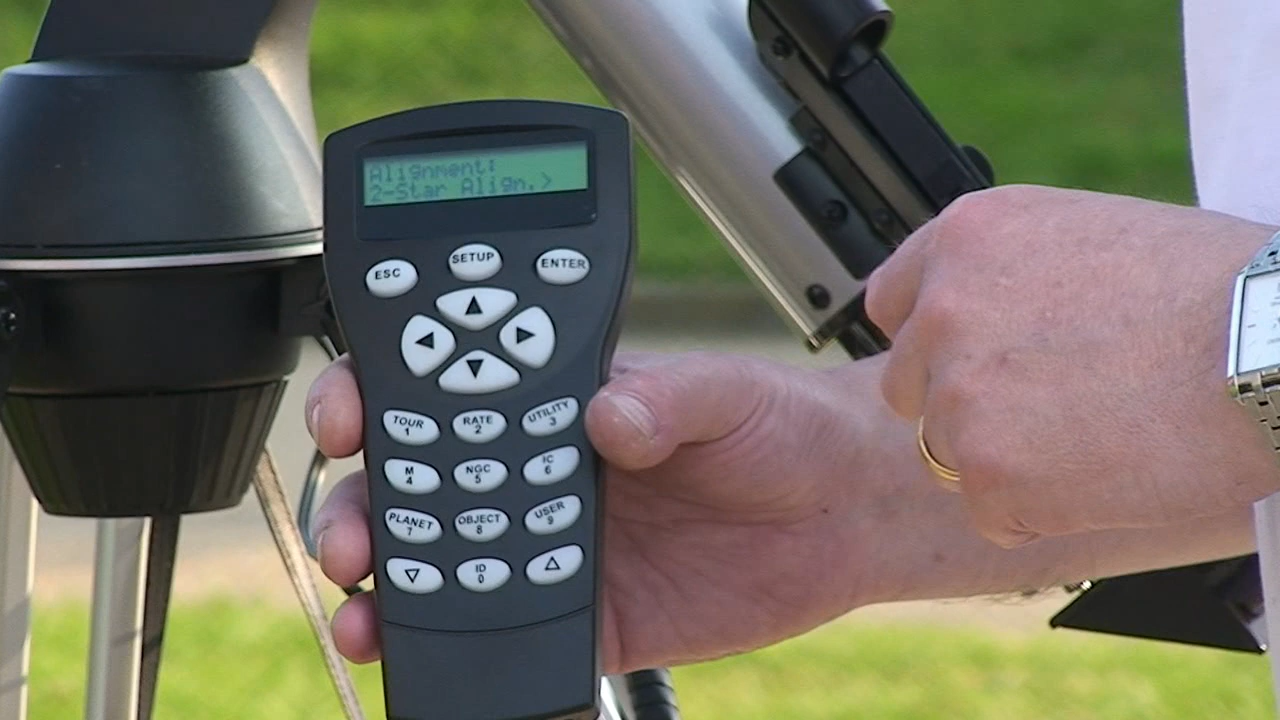 Alignment:
2-Star Align.>
ESC
SETUP
ENTER
▲
◀
▶
▼
TOUR
1
RATE
2
UTILITY
3
M
4
NGC
5
IC
6
PLANET
7
OBJECT
8
USER
9
▽
ID
0
△